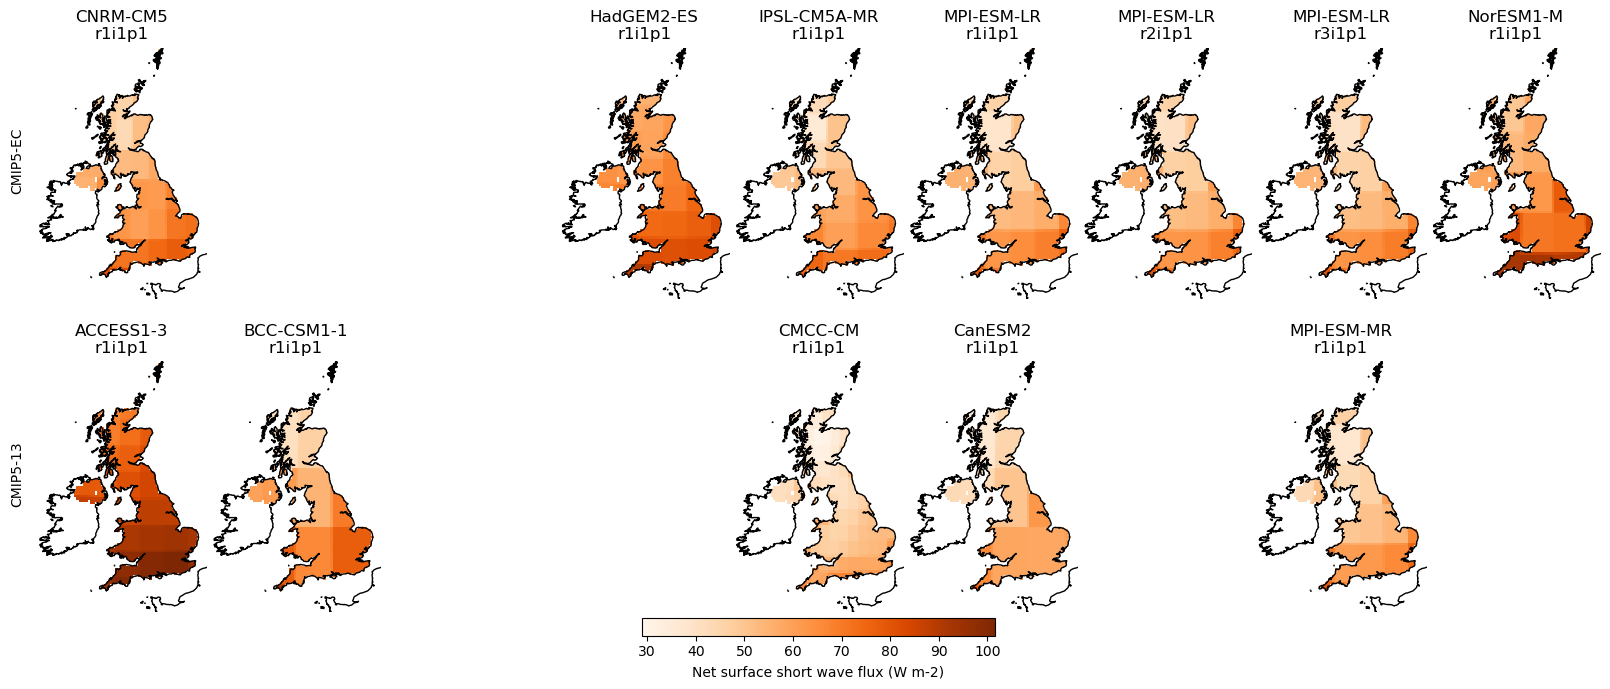 CNRM-CM5
r1i1p1
HadGEM2-ES
r1i1p1
IPSL-CM5A-MR
r1i1p1
MPI-ESM-LR
r1i1p1
MPI-ESM-LR
r2i1p1
MPI-ESM-LR
r3i1p1
NorESM1-M
r1i1p1
CMIP5-EC
ACCESS1-3
r1i1p1
BCC-CSM1-1
r1i1p1
CMCC-CM
r1i1p1
CanESM2
r1i1p1
MPI-ESM-MR
r1i1p1
CMIP5-13
30 40 50 60 70 80 90 100
Net surface short wave flux (W m-2)